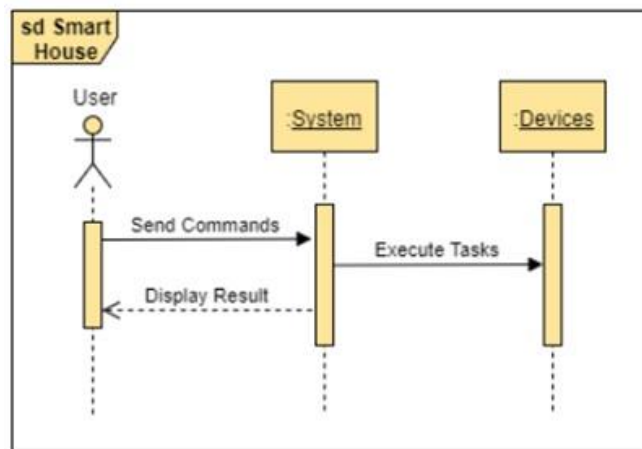 sd Smart
House
User
:System
:Devices
Send Commands
Execute Tasks
Display Result